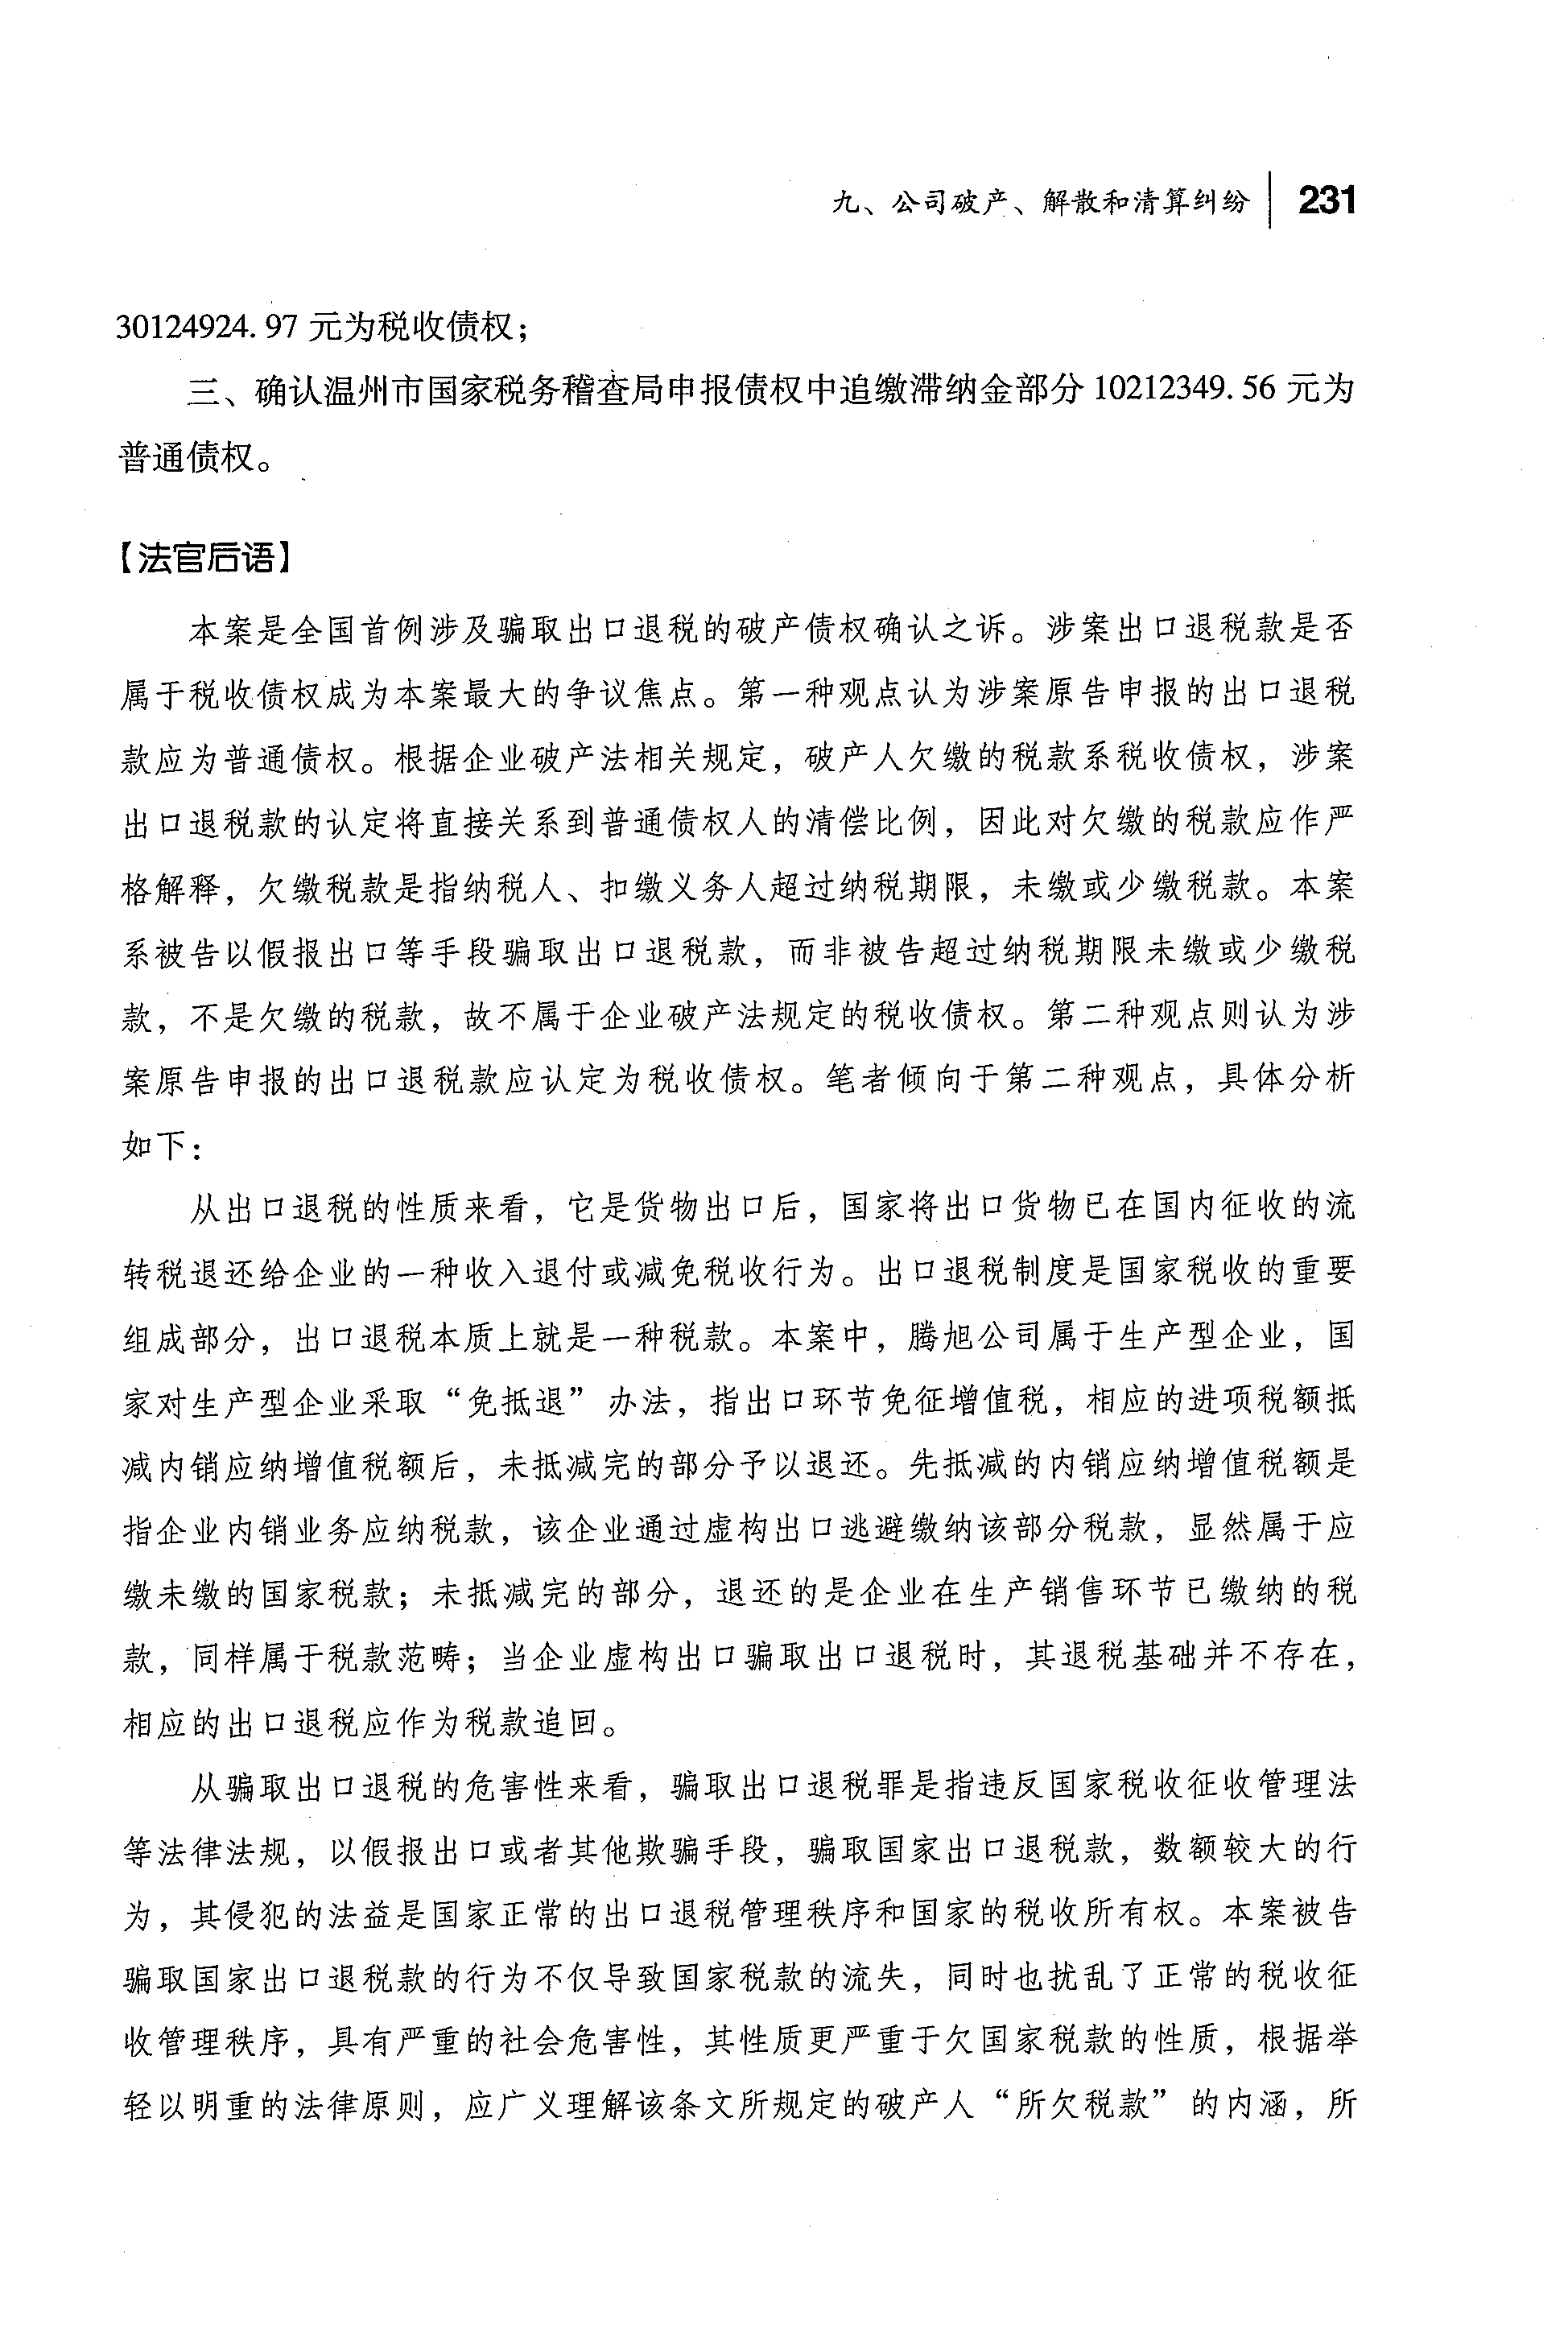 九、公司破产、解散和清算纠纷 231
30124924.97 元为税收债权；
三、确认温州市国家税务稽查局申报债权中追缴滞纳金部分 10212349.56 元为
普通债权。
【法官后语】
本案是全国首例涉及骗取出口退税的破产债权确认之诉。涉案出口退税款是否
属于税收债权成为本案最大的争议焦点。第一种观点认为涉案原告申报的出口退税
款应为普通债权。根据企业破产法相关规定，破产人欠缴的税款系税收债权，涉案
出口退税款的认定将直接关系到普通债权人的清偿比例，因此对欠缴的税款应作严
格解释，欠缴税款是指纳税人、扣缴义务人超过纳税期限，未缴或少缴税款。本案
系被告以假报出口等手段骗取出口退税款，而非被告超过纳税期限未缴或少缴税
款，不是欠缴的税款，故不属于企业破产法规定的税收债权。第二种观点则认为涉
案原告申报的出口退税款应认定为税收债权。笔者倾向于第二种观点，具体分析
如下：
从出口退税的性质来看，它是货物出口后，国家将出口货物已在国内征收的流
转税退还给企业的一种收入退付或减免税收行为。出口退税制度是国家税收的重要
组成部分，出口退税本质上就是一种税款。本案中，腾旭公司属于生产型企业，国
家对生产型企业采取“免抵退”办法，指出口环节免征增值税，相应的进项税额抵
减内销应纳增值税额后，未抵减完的部分予以退还。先抵减的内销应纳增值税额是
指企业内销业务应纳税款，该企业通过虚构出口逃避缴纳该部分税款，显然属于应
缴未缴的国家税款；未抵减完的部分，退还的是企业在生产销售环节已缴纳的税
款，同样属于税款范畴；当企业虚构出口骗取出口退税时，其退税基础并不存在，
相应的出口退税应作为税款追回。
从骗取出口退税的危害性来看，骗取出口退税罪是指违反国家税收征收管理法
等法律法规，以假报出口或者其他欺骗手段，骗取国家出口退税款，数额较大的行
为，其侵犯的法益是国家正常的出口退税管理秩序和国家的税收所有权。本案被告
骗取国家出口退税款的行为不仅导致国家税款的流失，同时也扰乱了正常的税收征
收管理秩序，具有严重的社会危害性，其性质更严重于欠国家税款的性质，根据举
轻以明重的法律原则，应广义理解该条文所规定的破产人“所欠税款”的内涵，所